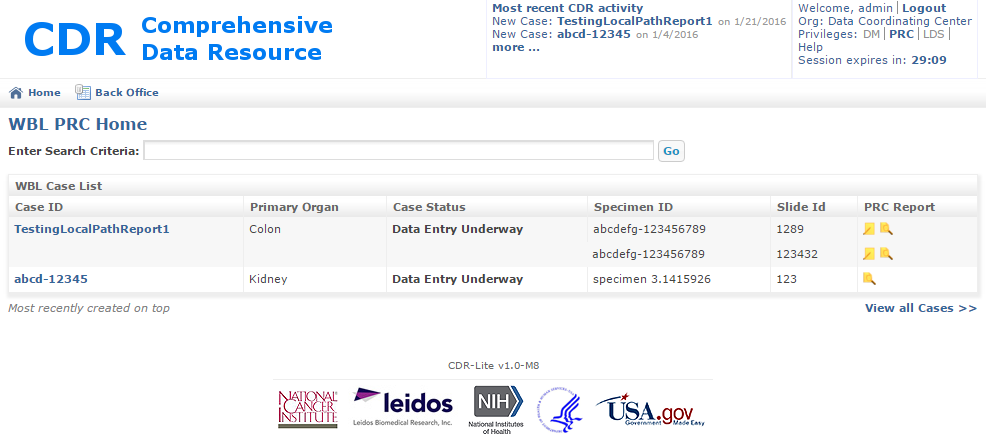 CDR Comprehensive
Data Resource
Most recent CDR activity
New Case: TestingLocalPathReport1 on 1/21/2016
New Case: abcd-12345 on 1/4/2016
more ...
Welcome, admin | Logout
Org: Data Coordinating Center
Privileges: DM | PRC | LDS |
Help
Session expires in: 29:09
Home Back Office
WBL PRC Home
Enter Search Criteria: Go
WBL Case List
Case ID Primary Organ Case Status Specimen ID Slide Id PRC Report
TestingLocalPathReport1 Colon Data Entry Underway abcdefg-123456789 1289
abcdefg-123456789 123432
abcd-12345 Kidney Data Entry Underway specimen 3.1415926 123
Most recently created on top View all Cases >>
CDR-Lite v1.0-M8
NATIONAL
CANCER
INSTITUTE
leidos
Leidos Biomedical Research, Inc.
NIH
National Institutes
of Health
USA.gov
Government Made Easy